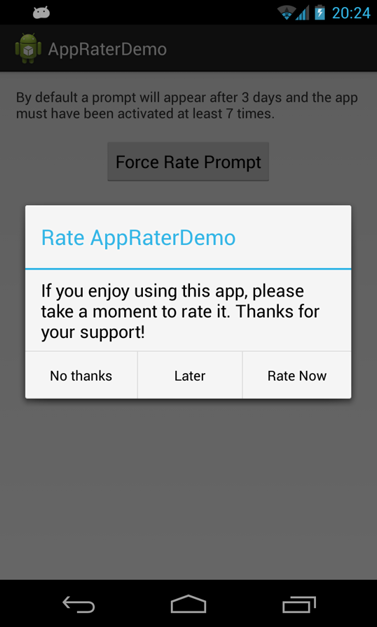 20:24
AppRaterDemo
By default a prompt will appear after 3 days and the app
must have been activated at least 7 times.
Force Rate Prompt
Rate AppRaterDemo
If you enjoy using this app, please
take a moment to rate it. Thanks for
your support!
No thanks
Later
Rate Now